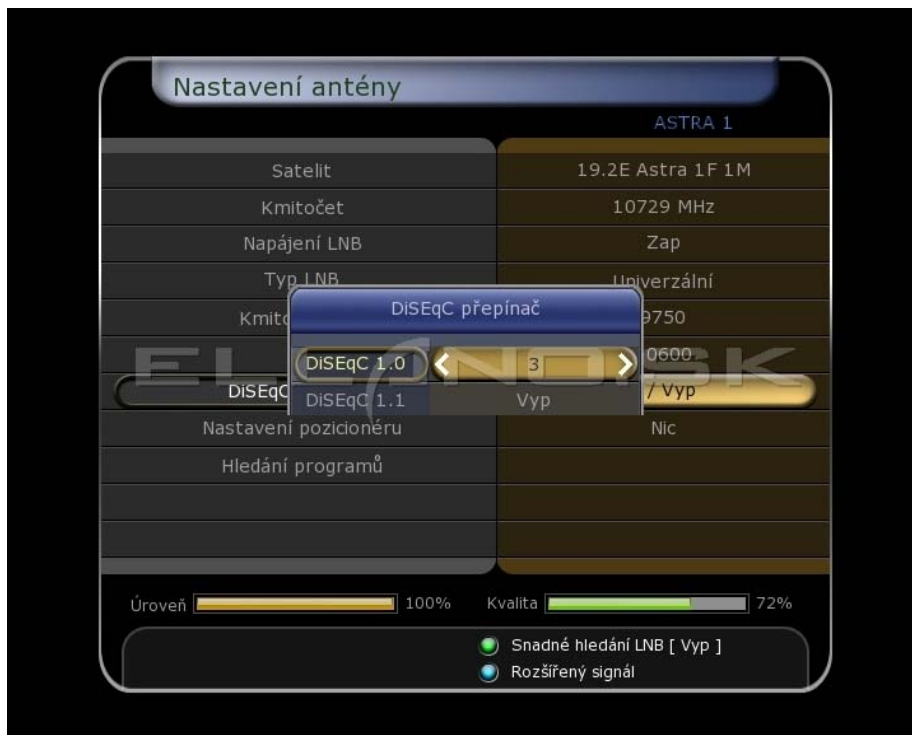 Nastavení antény
ASTRA 1
Satelit 19.2E Astra 1F 1M
Kmitočet 10729 MHz
Napájení LNB Zap
Typ LNB Univerzální
Kmito 9750
DiSEqC přepínač
0600
DiSEqC 1.0 3
DiSEqC / Vyp
DiSEqC 1.1 Vyp
Nastavení pozicionéru Nic
Hledání programů
Úroveň 100% Kvalita 72%
Snadné hledání LNB [ Vyp ]
Rozšířený signál